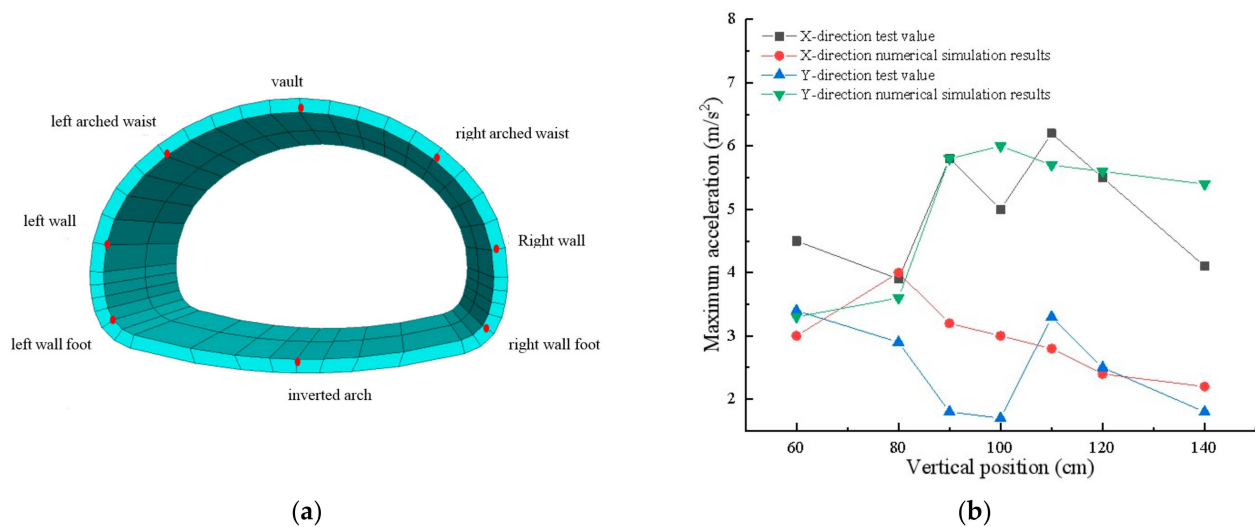 vault
left arched waist
right arched waist
left wall
Right wall
left wall foot
right wall foot
inverted arch
(a)
X-direction test value
X-direction numerical simulation results
Y-direction test value
Y-direction numerical simulation results
Maximum acceleration (m/s²)
8
7
6
5
4
3
2
60 80 100 120 140
Vertical position (cm)
(b)